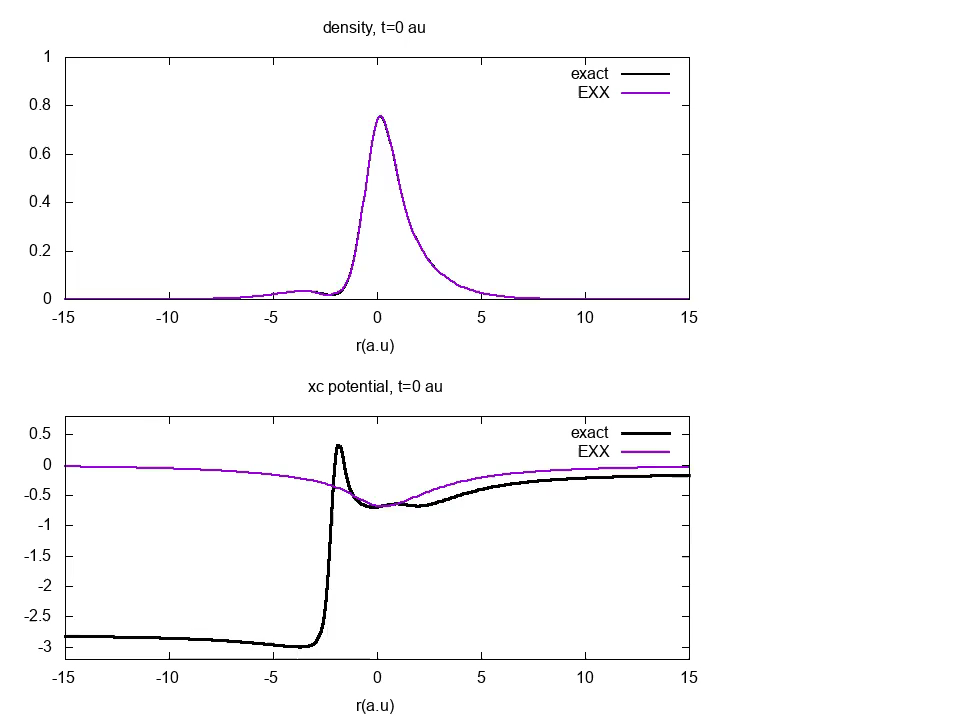 density, t=0 au
exact
EXX
1
0.8
0.6
0.4
0.2
0
-15 -10 -5 0 5 10 15
r(a.u)
xc potential, t=0 au
exact
EXX
0.5
0
-0.5
-1
-1.5
-2
-2.5
-3
-15 -10 -5 0 5 10 15
r(a.u)